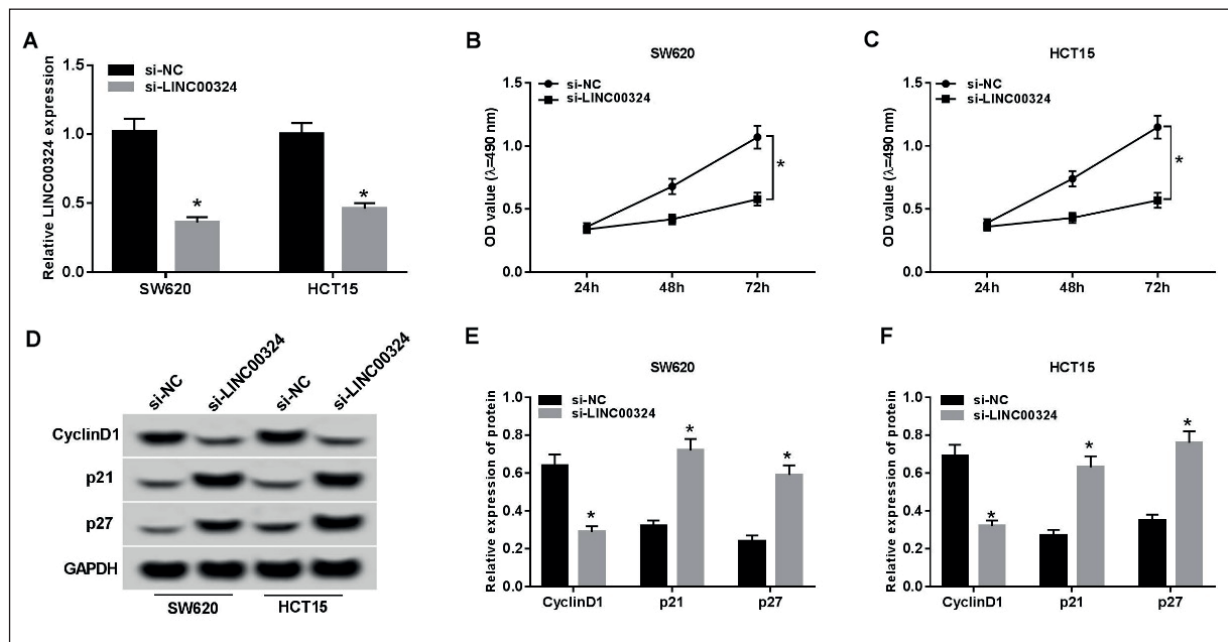 A
si-NC
si-LINC00324
Relative LINC00324 expression
1.5
1.0
0.5
0.0
*
*
SW620
HCT15
B
SW620
si-NC
si-LINC00324
OD value (λ=490 nm)
1.5
1.0
0.5
0.0
*
24h
48h
72h
C
HCT15
si-NC
si-LINC00324
OD value (λ=490 nm)
1.5
1.0
0.5
0.0
*
24h
48h
72h
D
si-NC
si-LINC00324
si-NC
si-LINC00324
CyclinD1
p21
p27
GAPDH
SW620
HCT15
E
SW620
si-NC
si-LINC00324
Relative expression of protein
1.0
0.8
0.6
0.4
0.2
0.0
*
*
*
CyclinD1
p21
p27
F
HCT15
si-NC
si-LINC00324
Relative expression of protein
1.0
0.8
0.6
0.4
0.2
0.0
*
*
*
CyclinD1
p21
p27